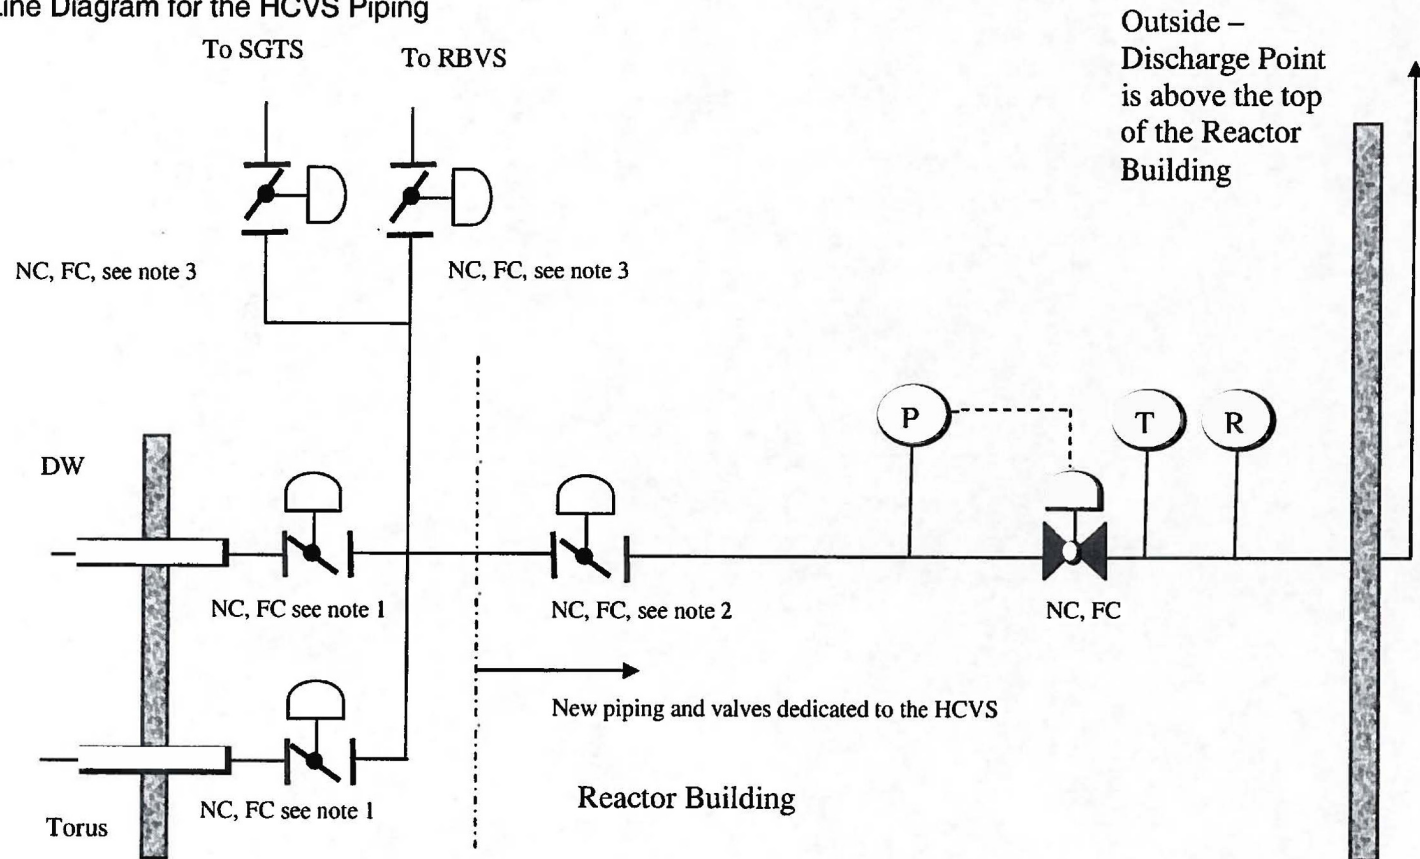 Line Diagram for the HCVS Piping
To SGTS
To RBVS
Outside –
Discharge Point
is above the top
of the Reactor
Building
NC, FC, see note 3
NC, FC, see note 3
P
T
R
DW
NC, FC see note 1
NC, FC, see note 2
NC, FC
New piping and valves dedicated to the HCVS
Reactor Building
NC, FC see note 1
Torus